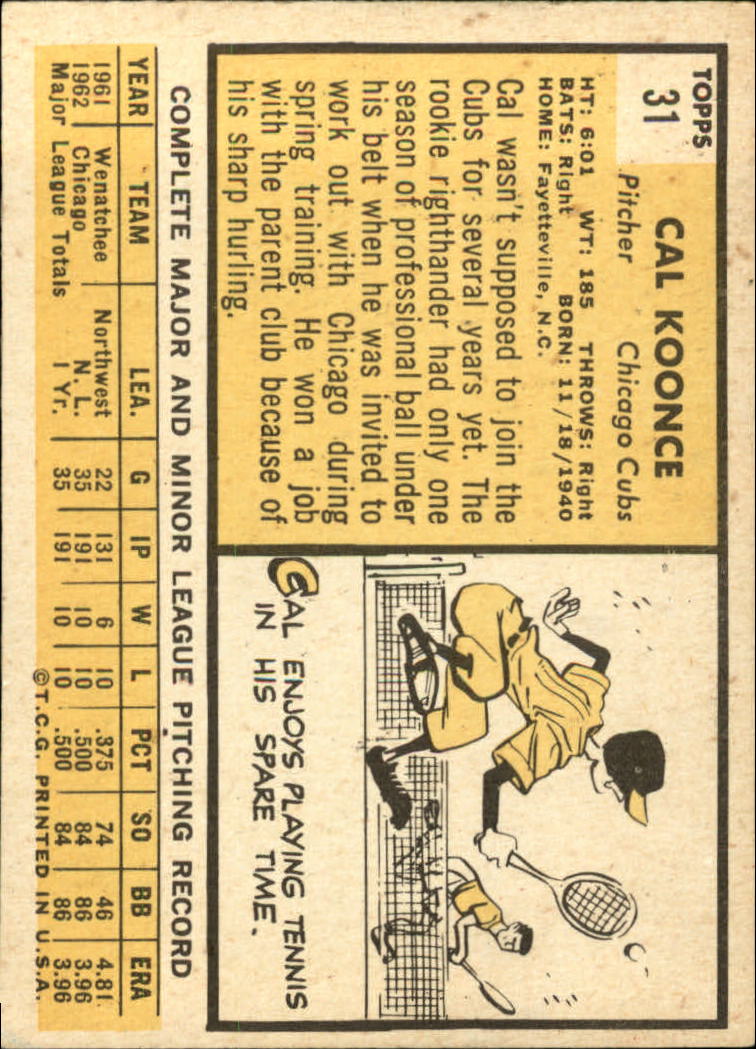 TOPPS
31
CAL KOONCE
Pitcher Chicago Cubs
HT: 6:01 WT: 185 THROWS: Right
BATS: Right BORN: 11/18/1940
HOME: Fayetteville, N.C.
Cal wasn't supposed to join the
Cubs for several years yet. The
rookie righthander had only one
season of professional ball under
his belt when he was invited to
work out with Chicago during
spring training. He won a job
with the parent club because of
his sharp hurling.
CAL ENJOYS PLAYING TENNIS
IN HIS SPARE TIME.
COMPLETE MAJOR AND MINOR LEAGUE PITCHING RECORD
YEAR TEAM LEA. G IP W L PCT SO BB ERA
1961 Wenatchee Northwest 22 131 6 10 .375 74 46 4.81
1962 Chicago N. L. 35 191 10 10 .500 84 86 3.96
Major League Totals 1 Yr. 35 191 10 10 .500 84 86 3.96
©T.C.G. PRINTED IN U.S.A.